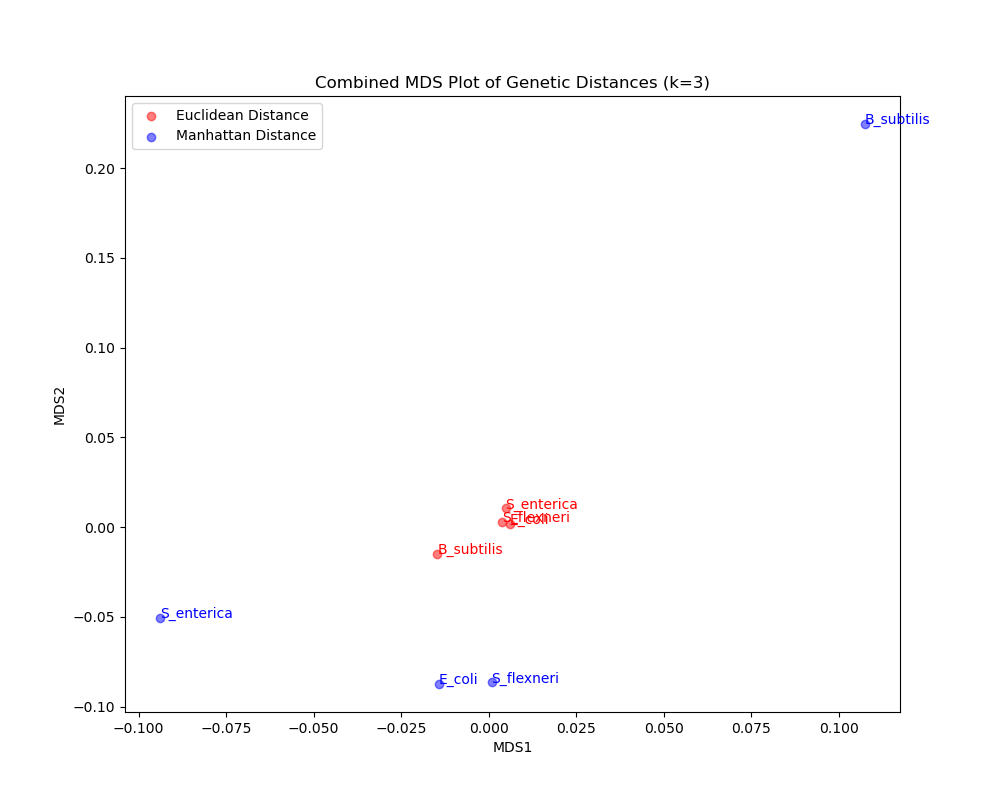 Combined MDS Plot of Genetic Distances (k=3)
Euclidean Distance
Manhattan Distance
B_subtilis
0.20
0.15
0.10
MDS2
0.05
S_enterica
0.00
S_flexneri
E_coli
B_subtilis
−0.05
S_enterica
E_coli
S_flexneri
−0.10
−0.100 −0.075 −0.050 −0.025 0.000 0.025 0.050 0.075 0.100
MDS1